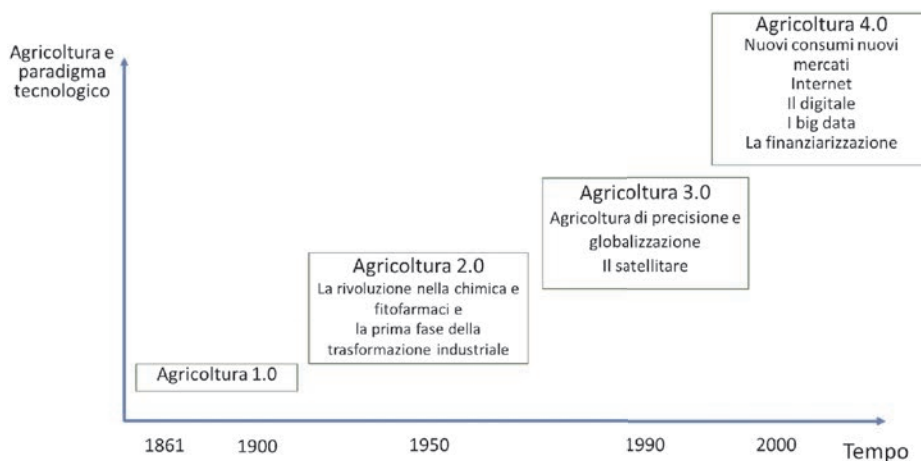 Agricoltura e
paradigma
tecnologico
Agricoltura 4.0
Nuovi consumi nuovi
mercati
Internet
Il digitale
I big data
La finanziarizzazione
Agricoltura 3.0
Agricoltura di precisione e
globalizzazione
Il satellitare
Agricoltura 2.0
La rivoluzione nella chimica e
fitofarmaci e
la prima fase della
trasformazione industriale
Agricoltura 1.0
1861
1900
1950
1990
2000
Tempo